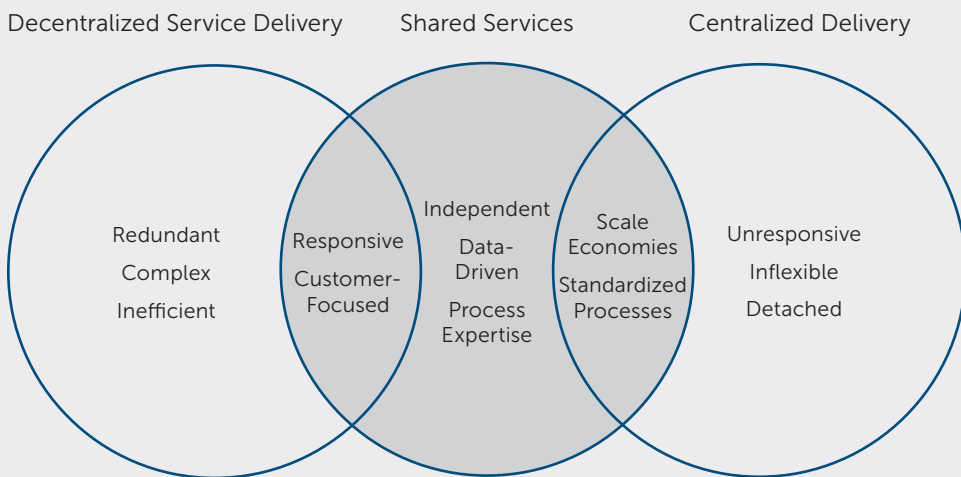 Decentralized Service Delivery
Shared Services
Centralized Delivery
Redundant
Complex
Inefficient
Responsive
Customer-
Focused
Independent
Data-
Driven
Process
Expertise
Scale
Economies
Standardized
Processes
Unresponsive
Inflexible
Detached